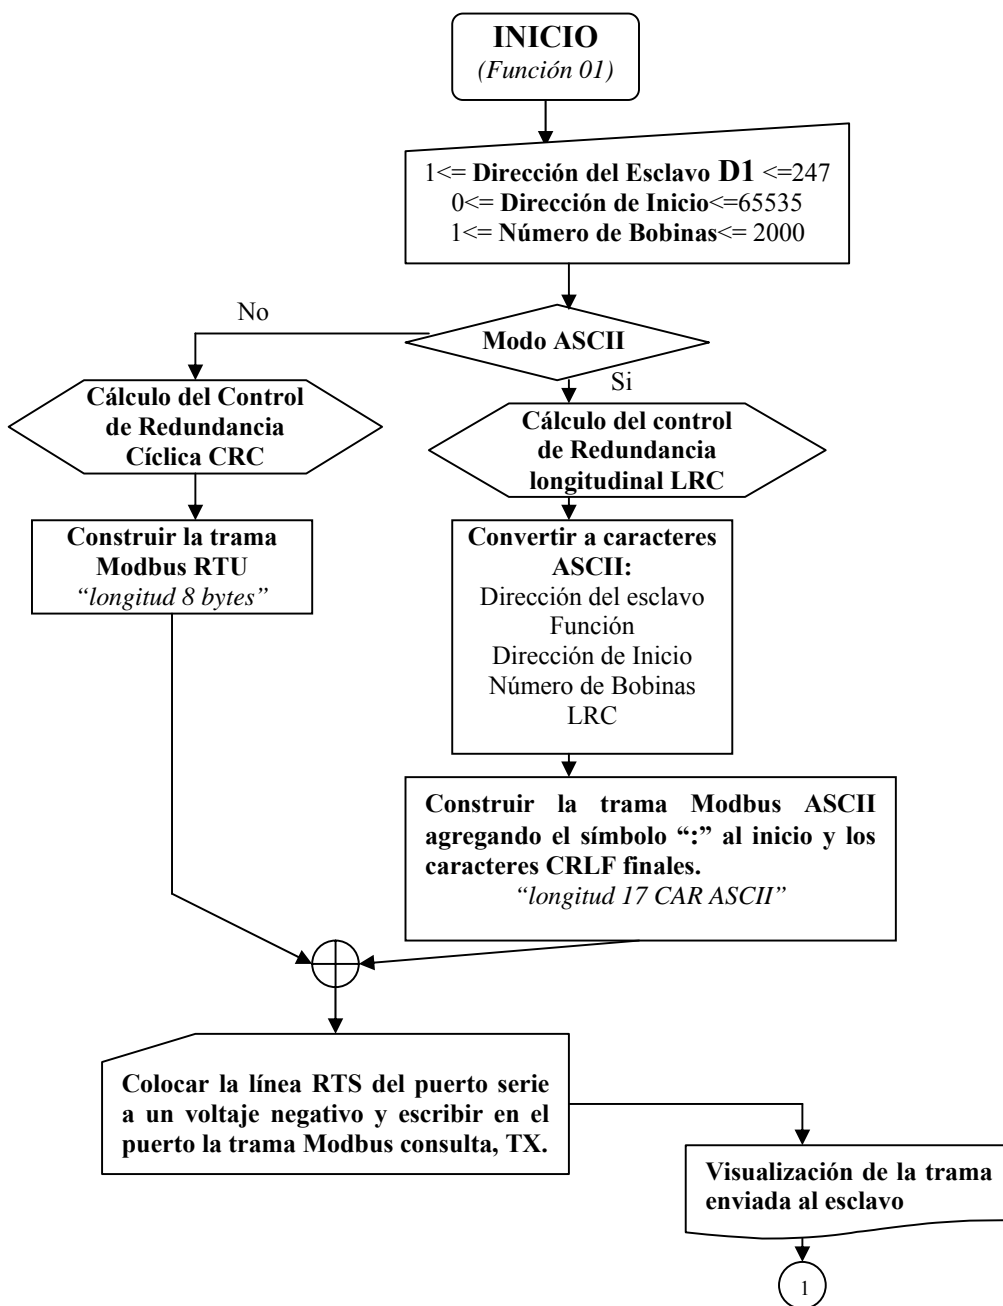 INICIO
(Función 01)
1<= Dirección del Esclavo D1 <=247
0<= Dirección de Inicio<=65535
1<= Número de Bobinas<= 2000
No
Modo ASCII
Si
Cálculo del Control
de Redundancia
Cíclica CRC
Cálculo del control
de Redundancia
longitudinal LRC
Construir la trama
Modbus RTU
“longitud 8 bytes”
Convertir a caracteres
ASCII:
Dirección del esclavo
Función
Dirección de Inicio
Número de Bobinas
LRC
Construir la trama Modbus ASCII
agregando el símbolo “:” al inicio y los
caracteres CRLF finales.
“longitud 17 CAR ASCII”
Colocar la línea RTS del puerto serie
a un voltaje negativo y escribir en el
puerto la trama Modbus consulta, TX.
Visualización de la trama
enviada al esclavo
1